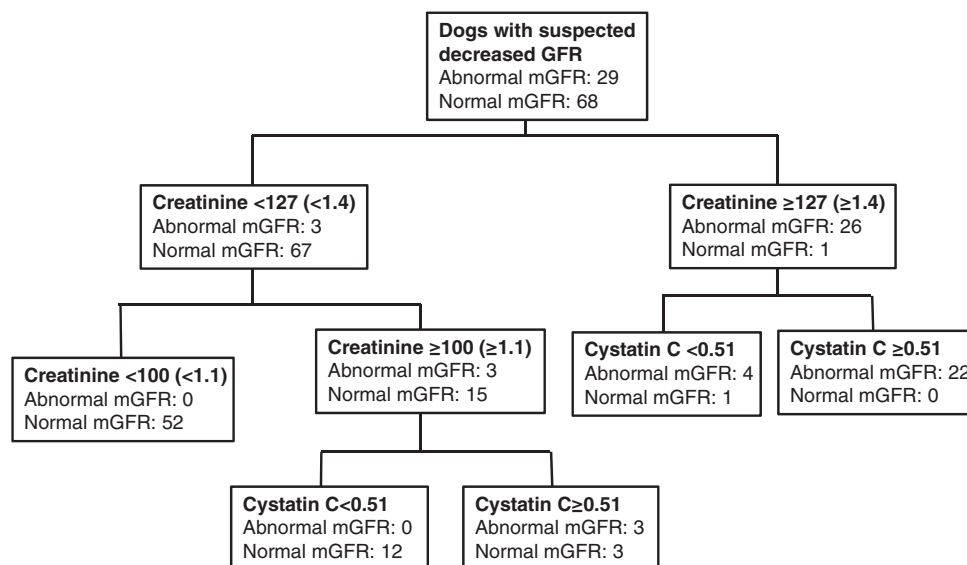 Dogs with suspected
decreased GFR
Abnormal mGFR: 29
Normal mGFR: 68
Creatinine <127 (<1.4)
Abnormal mGFR: 3
Normal mGFR: 67
Creatinine ≥127 (≥1.4)
Abnormal mGFR: 26
Normal mGFR: 1
Creatinine <100 (<1.1)
Abnormal mGFR: 0
Normal mGFR: 52
Creatinine ≥100 (≥1.1)
Abnormal mGFR: 3
Normal mGFR: 15
Cystatin C <0.51
Abnormal mGFR: 4
Normal mGFR: 1
Cystatin C ≥0.51
Abnormal mGFR: 22
Normal mGFR: 0
Cystatin C<0.51
Abnormal mGFR: 0
Normal mGFR: 12
Cystatin C≥0.51
Abnormal mGFR: 3
Normal mGFR: 3